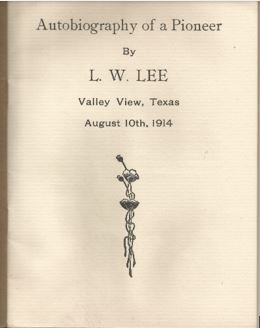 Autobiography of a Pioneer
By
L. W. LEE
Valley View, Texas
August 10th, 1914